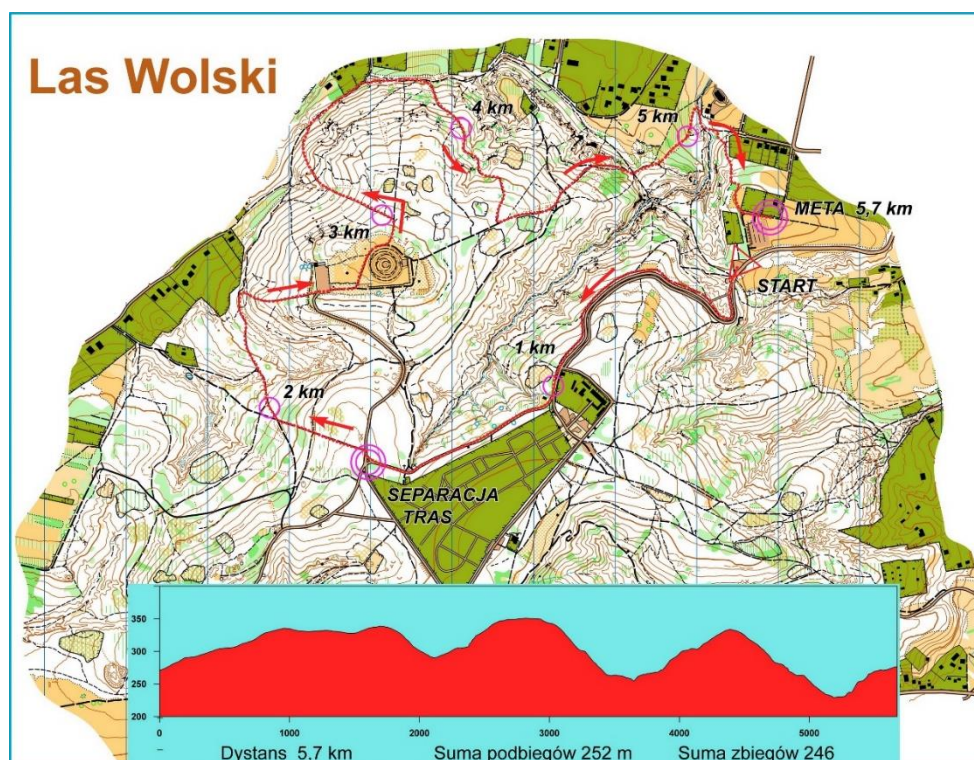 Las Wolski
4 km
5 km
META 5,7 km
3 km
START
1 km
2 km
SEPARACJA
TRAS
350
300
250
200
0 1000 2000 3000 4000 5000
Dystans 5,7 km Suma podbiegów 252 m Suma zbiegów 246